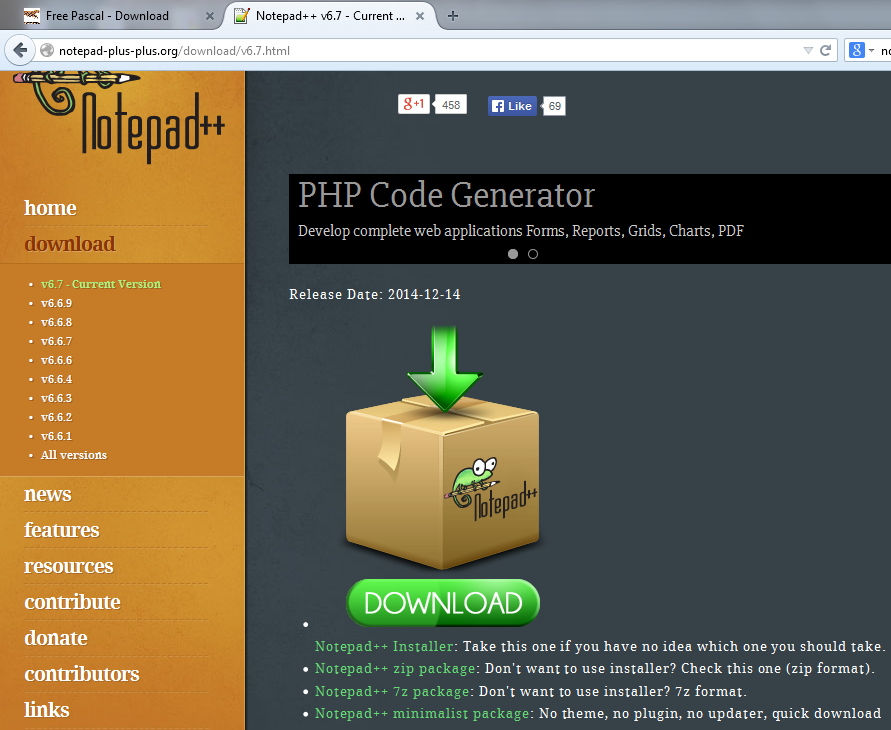 Free Pascal - Download
Notepad++ v6.7 - Current ...
notepad-plus-plus.org/download/v6.7.html
Notepad++
g+1 458
Like 69
home
download
v6.7 - Current Version
v6.6.9
v6.6.8
v6.6.7
v6.6.6
v6.6.4
v6.6.3
v6.6.2
v6.6.1
All versions
news
features
resources
contribute
donate
contributors
links
PHP Code Generator
Develop complete web applications Forms, Reports, Grids, Charts, PDF
Release Date: 2014-12-14
Notepad++
DOWNLOAD
Notepad++ Installer: Take this one if you have no idea which one you should take.
Notepad++ zip package: Don't want to use installer? Check this one (zip format).
Notepad++ 7z package: Don't want to use installer? 7z format.
Notepad++ minimalist package: No theme, no plugin, no updater, quick download